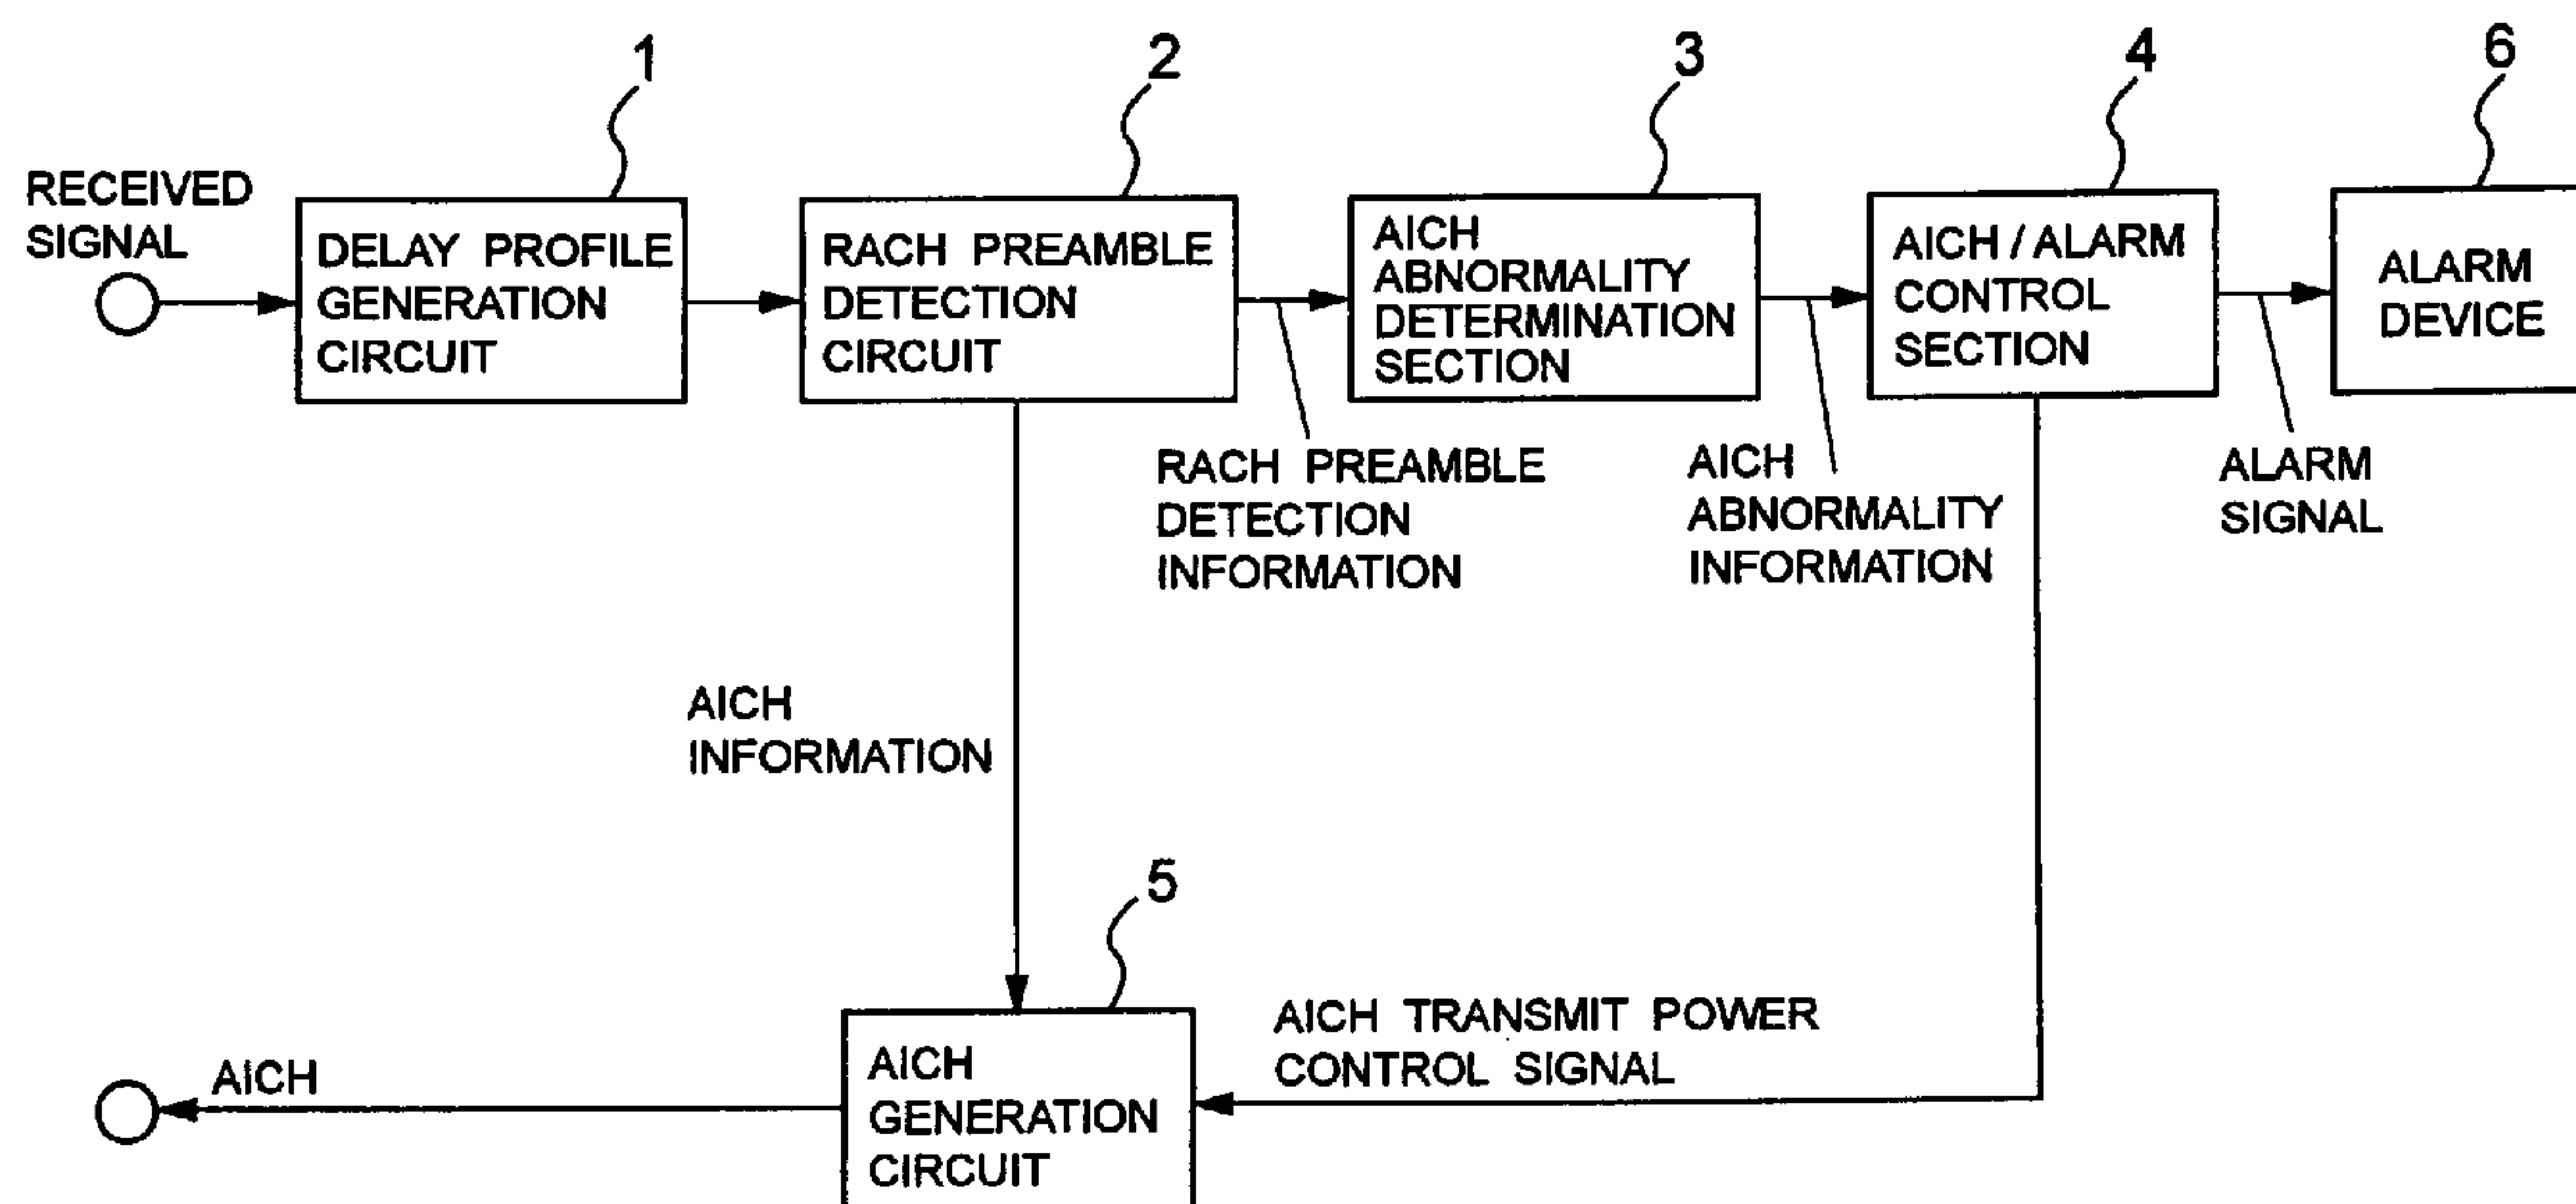 1
2
3
4
6
RECEIVED
SIGNAL
DELAY PROFILE
GENERATION
CIRCUIT
RACH PREAMBLE
DETECTION
CIRCUIT
AICH
ABNORMALITY
DETERMINATION
SECTION
AICH / ALARM
CONTROL
SECTION
ALARM
DEVICE
RACH PREAMBLE
DETECTION
INFORMATION
AICH
ABNORMALITY
INFORMATION
ALARM
SIGNAL
AICH
INFORMATION
5
AICH TRANSMIT POWER
CONTROL SIGNAL
AICH
GENERATION
CIRCUIT
AICH